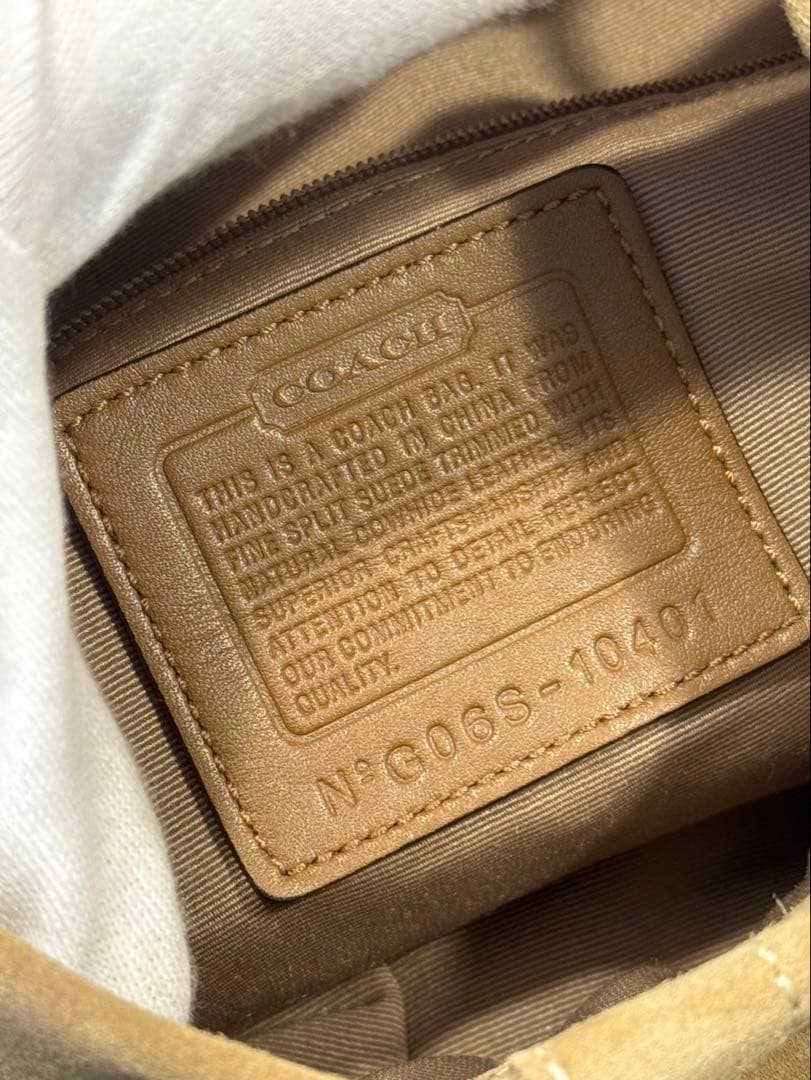 COACH
THIS IS A COACH BAG. IT WAS
HANDCRAFTED IN CHINA FROM
FINE SPLIT SUEDE TRIMMED WITH
NATURAL COWHIDE LEATHER. ITS
SUPERIOR CRAFTSMANSHIP AND
ATTENTION TO DETAIL REFLECT
OUR COMMITMENT TO ENDURING
QUALITY.
Nº G06S-10401